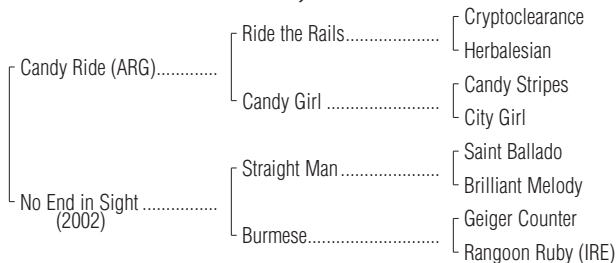 Cryptoclearance
Ride the Rails....................
Herbalesian
Candy Ride (ARG).............
Candy Stripes
Candy Girl ........................
City Girl
Saint Ballado
Straight Man .....................
Brilliant Melody
No End in Sight ................
(2002)
Geiger Counter
Burmese............................
Rangoon Ruby (IRE)